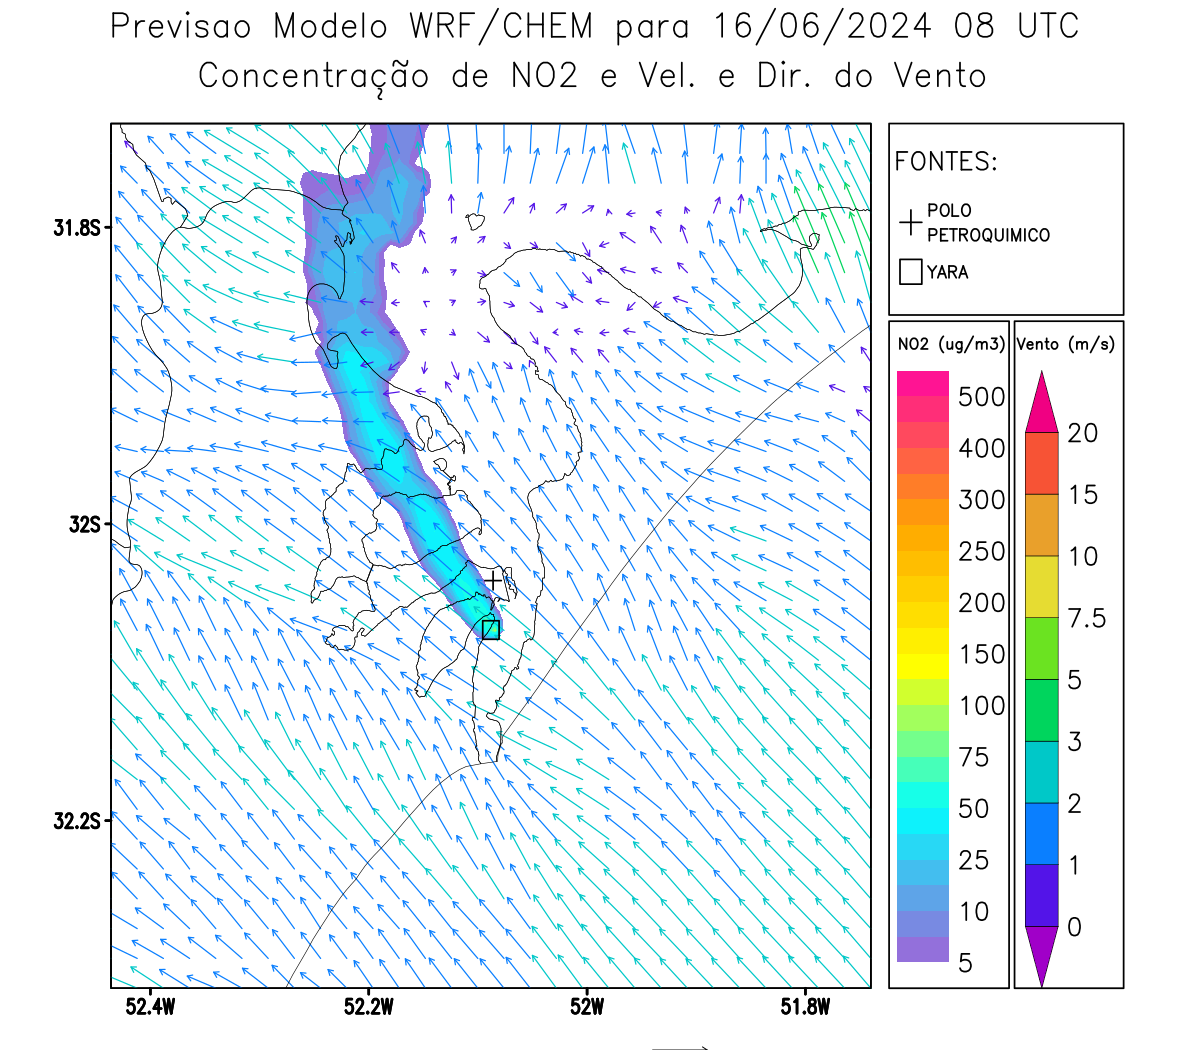 Previsao Modelo WRF/CHEM para 16/06/2024 08 UTC
Concentração de NO2 e Vel. e Dir. do Vento
FONTES:
POLO
PETROQUIMICO
YARA
31.8S
32S
32.2S
52.4W
52.2W
52W
51.8W
NO2 (ug/m3)
500
400
300
250
200
150
100
75
50
25
10
5
Vento (m/s)
20
15
10
7.5
5
3
2
1
0